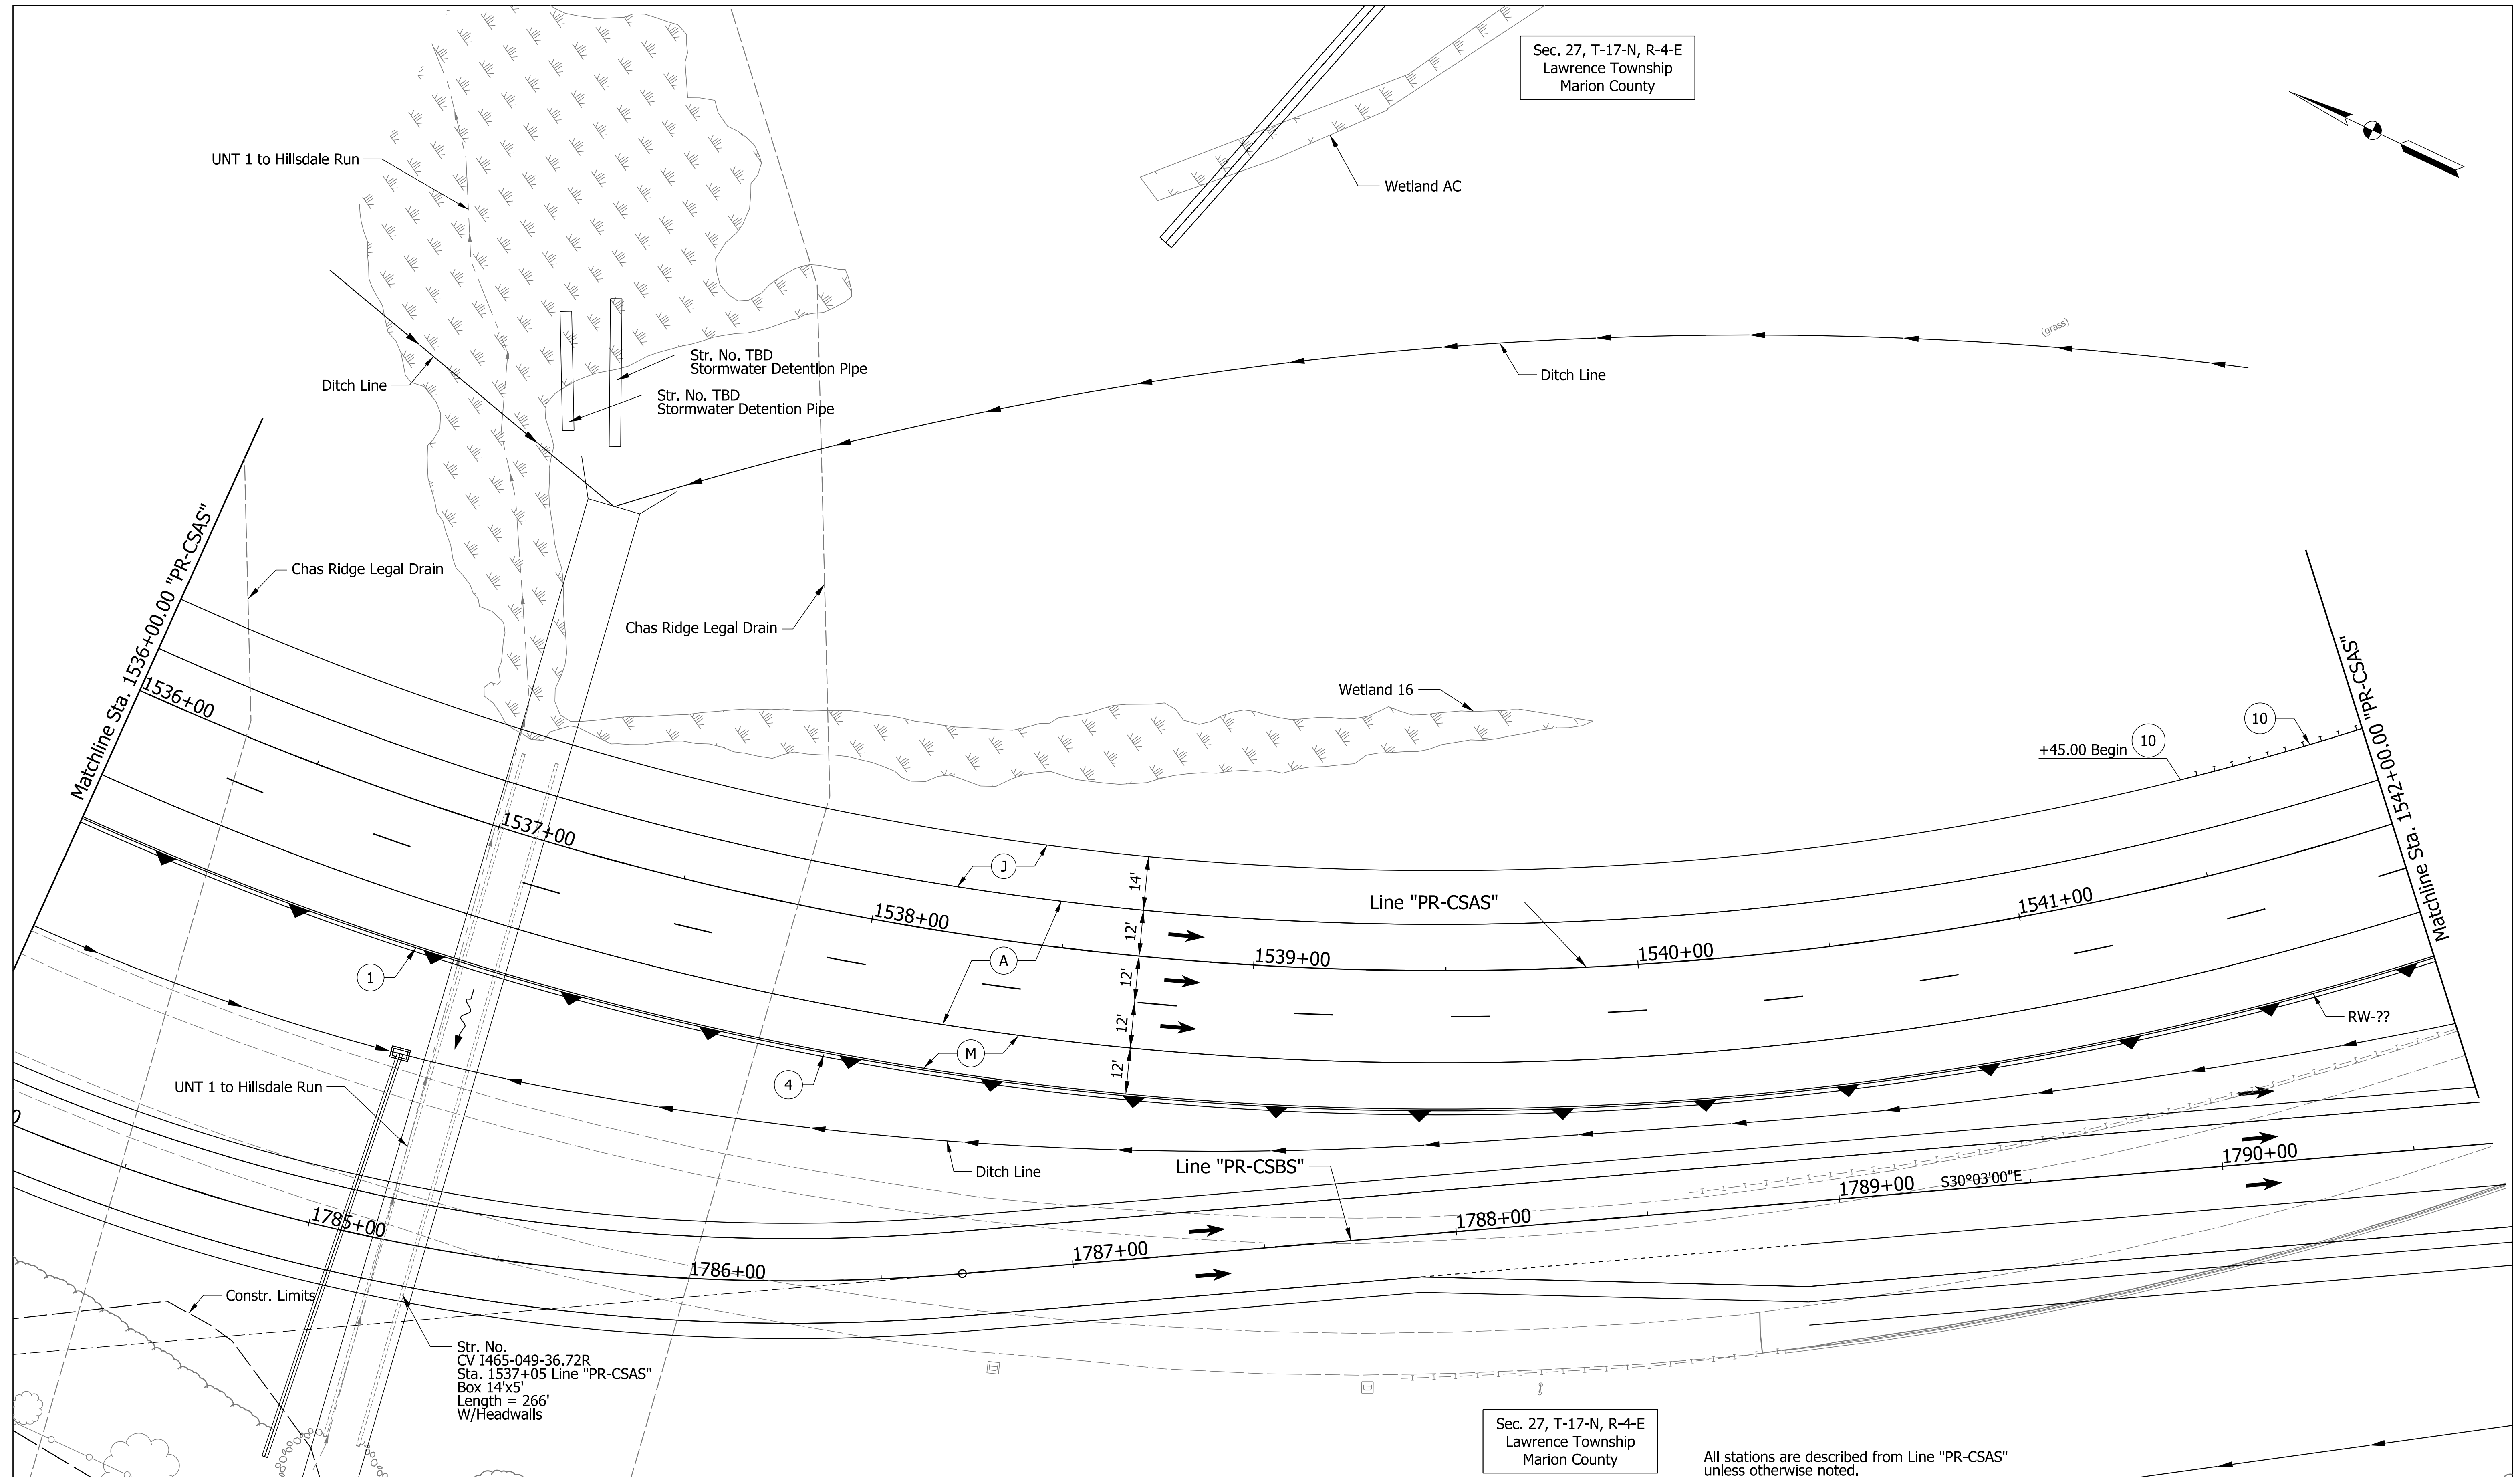 Sec. 27, T-17-N, R-4-E
Lawrence Township
Marion County
UNT 1 to Hillsdale Run
Wetland AC
(grass)
Str. No. TBD
Stormwater Detention Pipe
Ditch Line
Str. No. TBD
Stormwater Detention Pipe
Ditch Line
Matchline Sta. 1536+00.00 "PR-CSAS"
Chas Ridge Legal Drain
Chas Ridge Legal Drain
Wetland 16
1536+00
Matchline Sta. 1542+00.00 "PR-CSAS"
10
+45.00 Begin
10
1537+00
J
14'
1538+00
Line "PR-CSAS"
1541+00
12'
A
1539+00
1540+00
1
12'
12'
RW-??
M
4
12'
UNT 1 to Hillsdale Run
Ditch Line
Line "PR-CSBS"
1790+00
S30°03'00"E
1789+00
1785+00
1788+00
1787+00
1786+00
Constr. Limits
Str. No.
CV I465-049-36.72R
Sta. 1537+05 Line "PR-CSAS"
Box 14'x5'
Length = 266'
W/Headwalls
Sec. 27, T-17-N, R-4-E
Lawrence Township
Marion County
All stations are described from Line "PR-CSAS"
unless otherwise noted.